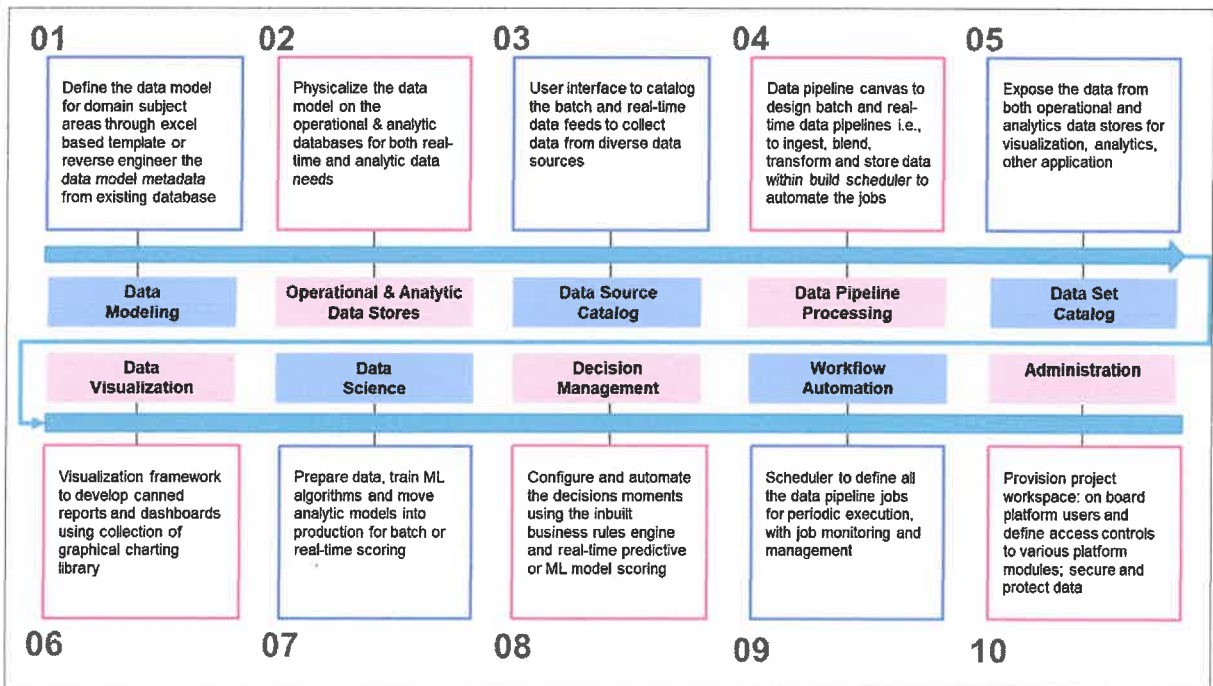 01
Define the data model
for domain subject
areas through excel
based template or
reverse engineer the
data model metadata
from existing database
02
Physicalize the data
model on the
operational & analytic
databases for both real-
time and analytic data
needs
03
User interface to catalog
the batch and real-time
data feeds to collect
data from diverse data
sources
04
Data pipeline canvas to
design batch and real-
time data pipelines i.e.,
to ingest, blend,
transform and store data
within build scheduler to
automate the jobs
05
Expose the data from
both operational and
analytics data stores for
visualization, analytics,
other application
Data
Modeling
Operational & Analytic
Data Stores
Data Source
Catalog
Data Pipeline
Processing
Data Set
Catalog
Data
Visualization
Data
Science
Decision
Management
Workflow
Automation
Administration
Visualization framework
to develop canned
reports and dashboards
using collection of
graphical charting
library
06
Prepare data, train ML
algorithms and move
analytic models into
production for batch or
real-time scoring
07
Configure and automate
the decisions moments
using the inbuilt
business rules engine
and real-time predictive
or ML model scoring
08
Scheduler to define all
the data pipeline jobs
for periodic execution,
with job monitoring and
management
09
Provision project
workspace: on board
platform users and
define access controls
to various platform
modules; secure and
protect data
10